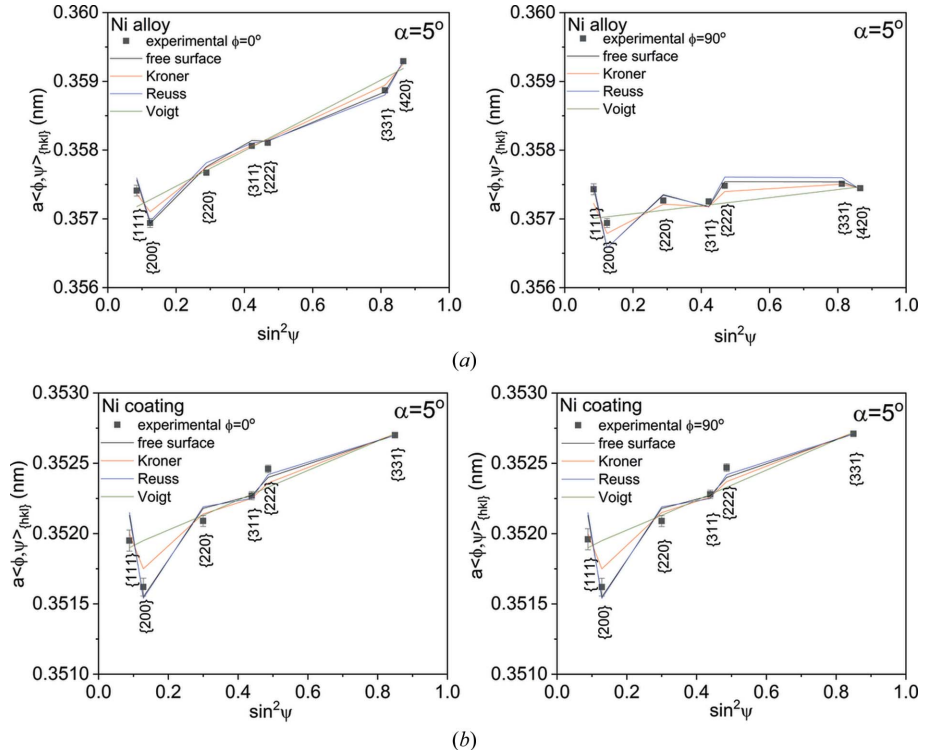 Ni alloy
α=5º
experimental ϕ=0º
free surface
Kroner
Reuss
Voigt
a<ϕ,ψ>{hkl} (nm)
0.360
0.359
0.358
0.357
0.356
{111}
{200}
{220}
{311}
{222}
{331}
{420}
0.0 0.2 0.4 0.6 0.8 1.0
sin²ψ
Ni alloy
α=5º
experimental ϕ=90º
free surface
Kroner
Reuss
Voigt
a<ϕ,ψ>{hkl} (nm)
0.360
0.359
0.358
0.357
0.356
{111}
{200}
{220}
{311}
{222}
{331}
{420}
0.0 0.2 0.4 0.6 0.8 1.0
sin²ψ
(a)
Ni coating
α=5º
experimental ϕ=0º
free surface
Kroner
Reuss
Voigt
a<ϕ,ψ>{hkl} (nm)
0.3530
0.3525
0.3520
0.3515
0.3510
{111}
{200}
{220}
{311}
{222}
{331}
0.0 0.2 0.4 0.6 0.8 1.0
sin²ψ
Ni coating
α=5º
experimental ϕ=90º
free surface
Kroner
Reuss
Voigt
a<ϕ,ψ>{hkl} (nm)
0.3530
0.3525
0.3520
0.3515
0.3510
{111}
{200}
{220}
{311}
{222}
{331}
0.0 0.2 0.4 0.6 0.8 1.0
sin²ψ
(b)